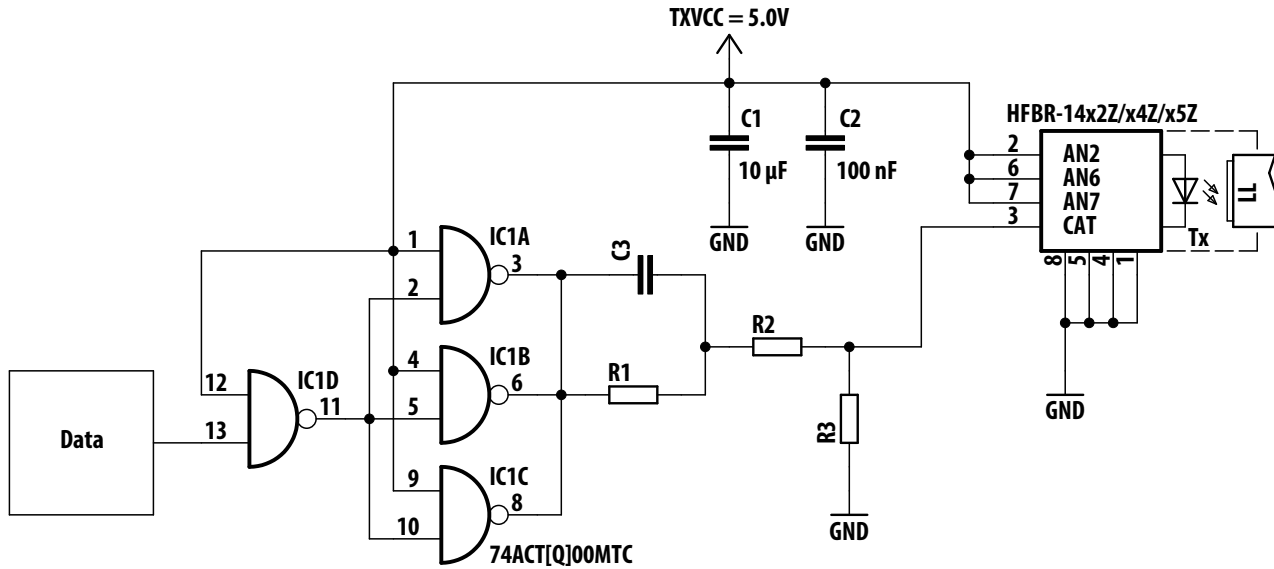 TXVCC = 5.0V
C1
10 µF
C2
100 nF
GND
GND
HFBR-14x2Z/x4Z/x5Z
2
AN2
6
AN6
7
AN7
3
CAT
Tx
LL
8
5
4
1
GND
1
2
IC1A
3
C3
4
5
IC1B
6
R1
R2
R3
GND
12
13
IC1D
11
Data
9
10
IC1C
8
74ACT[Q]00MTC